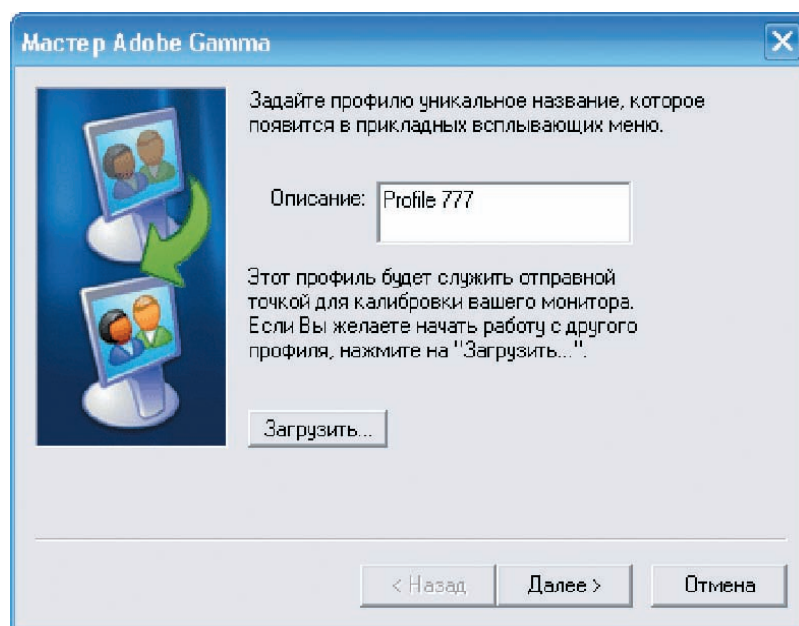 Мастер Adobe Gamma
Задайте профилю уникальное название, которое
появится в прикладных всплывающих меню.
Описание: Profile 777
Этот профиль будет служить отправной
точкой для калибровки вашего монитора.
Если Вы желаете начать работу с другого
профиля, нажмите на "Загрузить...".
Загрузить...
< Назад Далее > Отмена